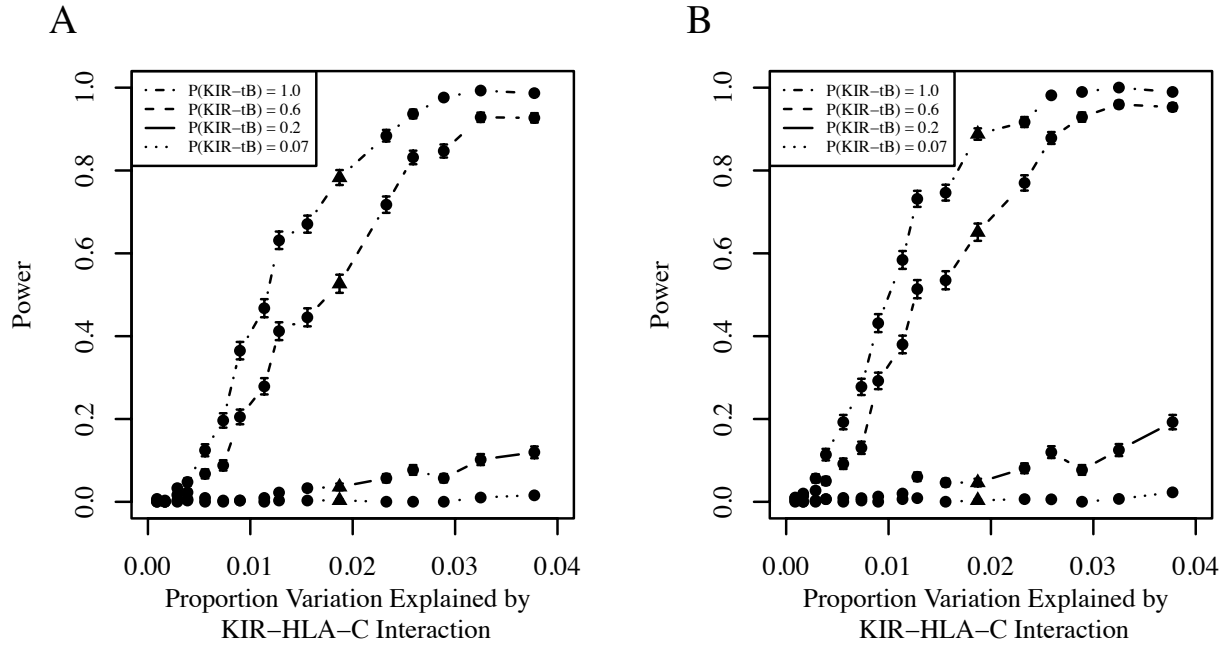 A
P(KIR−tB) = 1.0
P(KIR−tB) = 0.6
P(KIR−tB) = 0.2
P(KIR−tB) = 0.07
1.0
0.8
0.6
0.4
0.2
0.0
Power
0.00 0.01 0.02 0.03 0.04
Proportion Variation Explained by
KIR−HLA−C Interaction
B
P(KIR−tB) = 1.0
P(KIR−tB) = 0.6
P(KIR−tB) = 0.2
P(KIR−tB) = 0.07
1.0
0.8
0.6
0.4
0.2
0.0
Power
0.00 0.01 0.02 0.03 0.04
Proportion Variation Explained by
KIR−HLA−C Interaction